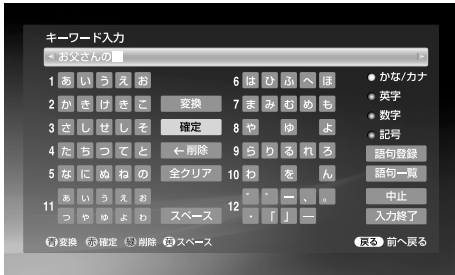 キーワード入力
お父さんの
1 あ い う え お 6 は ひ ふ へ ほ かな/カナ
2 か き け き こ 変換 7 ま み む め も 英字
3 さ し せ し そ 確定 8 や ゆ よ 数字
4 た ち つ て と ←削除 9 ら り る れ ろ 記号
5 な に ぬ ね の 全クリア 10 わ を ん 語句登録
語句一覧
11 ぁ ぃ ぅ ぇ ぉ 12 ゛ ゜ ー 、 。 中止
っ ゃ ゅ ょ ゎ スペース ・ 「 」 ― 入力終了
青 変換 赤 確定 緑 削除 黄 スペース 戻る 前へ戻る